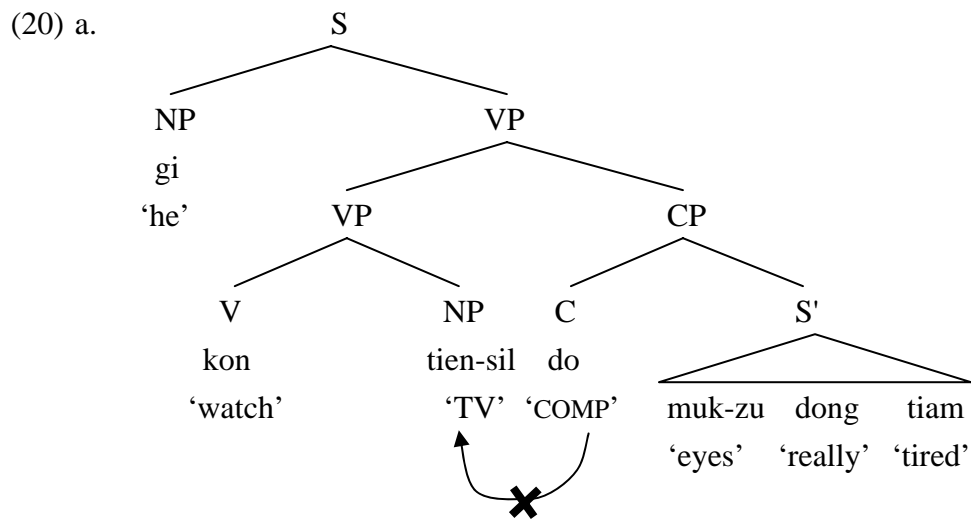 (20) a. S
NP VP
gi
‘he’ VP CP
V NP C S'
kon tien-sil do
‘watch’ ‘TV’ ‘COMP’ muk-zu dong tiam
‘eyes’ ‘really’ ‘tired’